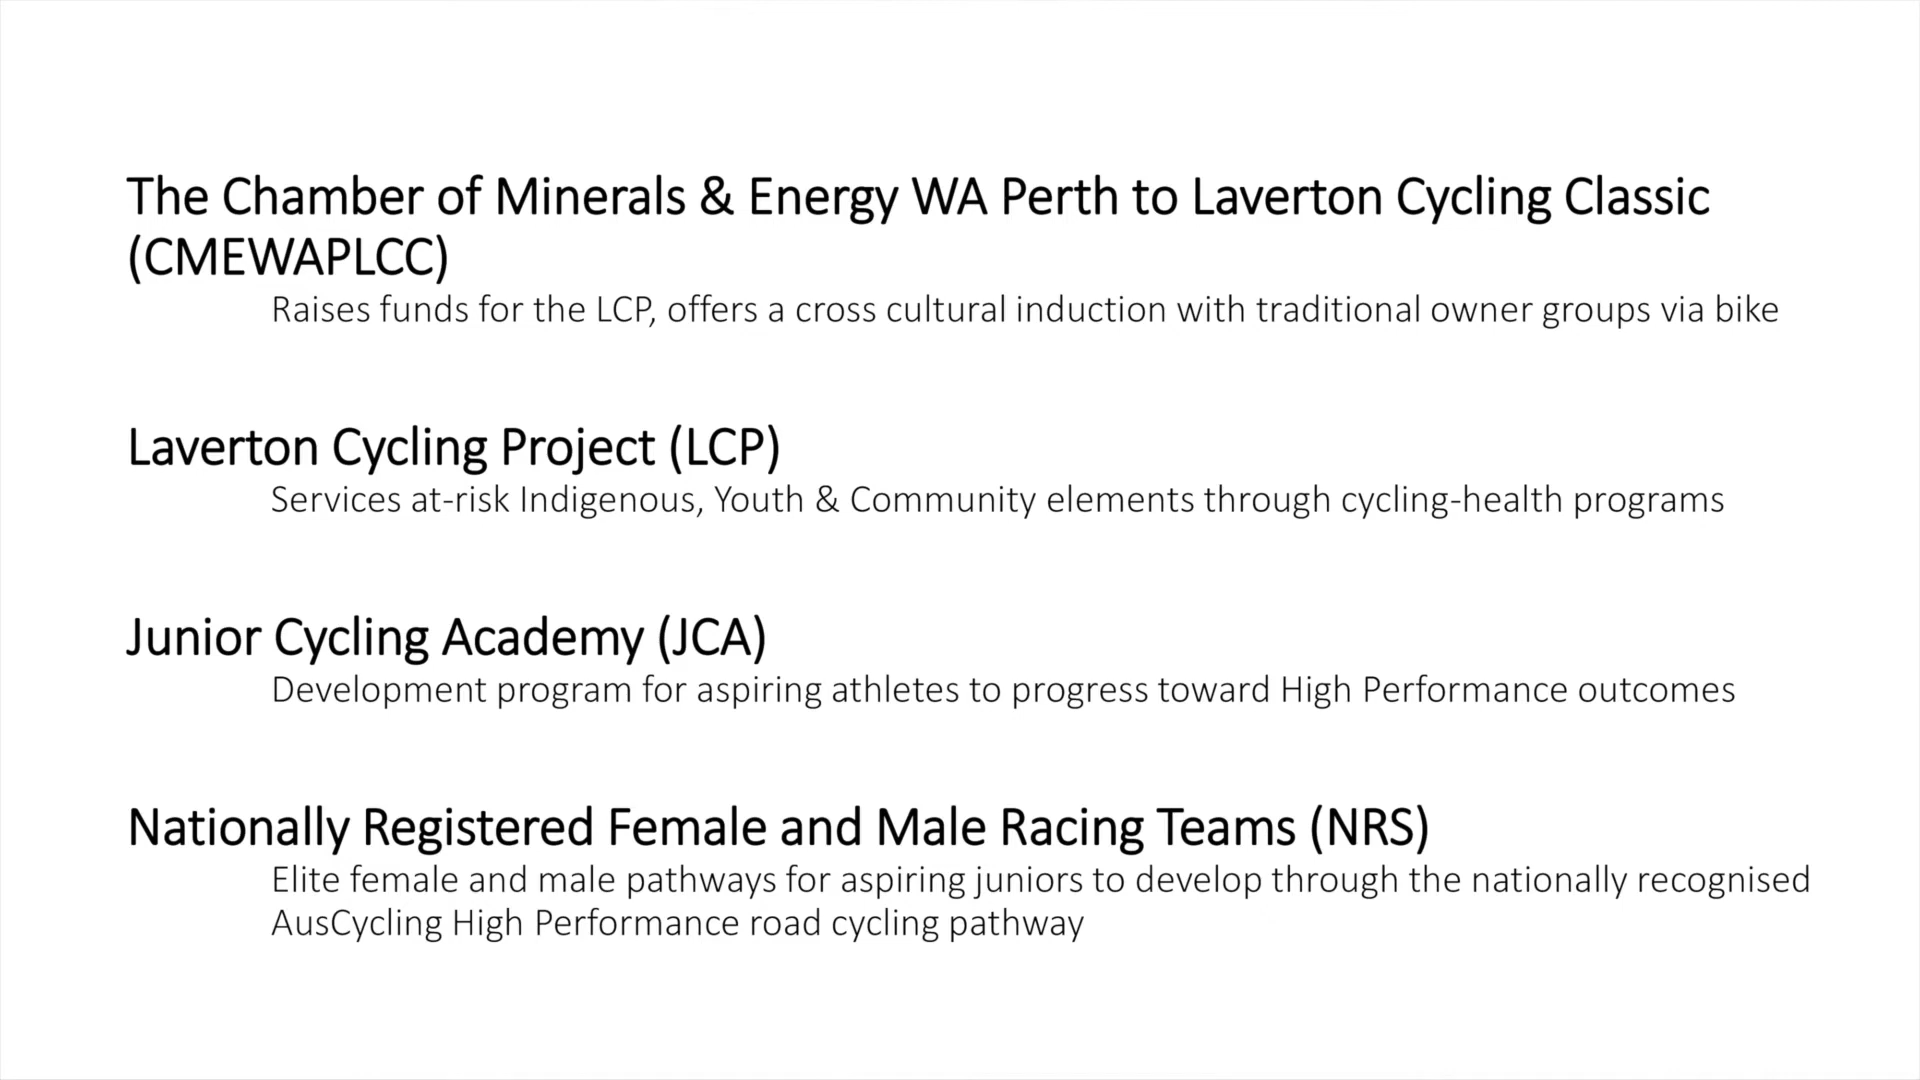 The Chamber of Minerals & Energy WA Perth to Laverton Cycling Classic
(CMEWAPLCC)
Raises funds for the LCP, offers a cross cultural induction with traditional owner groups via bike
Laverton Cycling Project (LCP)
Services at-risk Indigenous, Youth & Community elements through cycling-health programs
Junior Cycling Academy (JCA)
Development program for aspiring athletes to progress toward High Performance outcomes
Nationally Registered Female and Male Racing Teams (NRS)
Elite female and male pathways for aspiring juniors to develop through the nationally recognised
AusCycling High Performance road cycling pathway